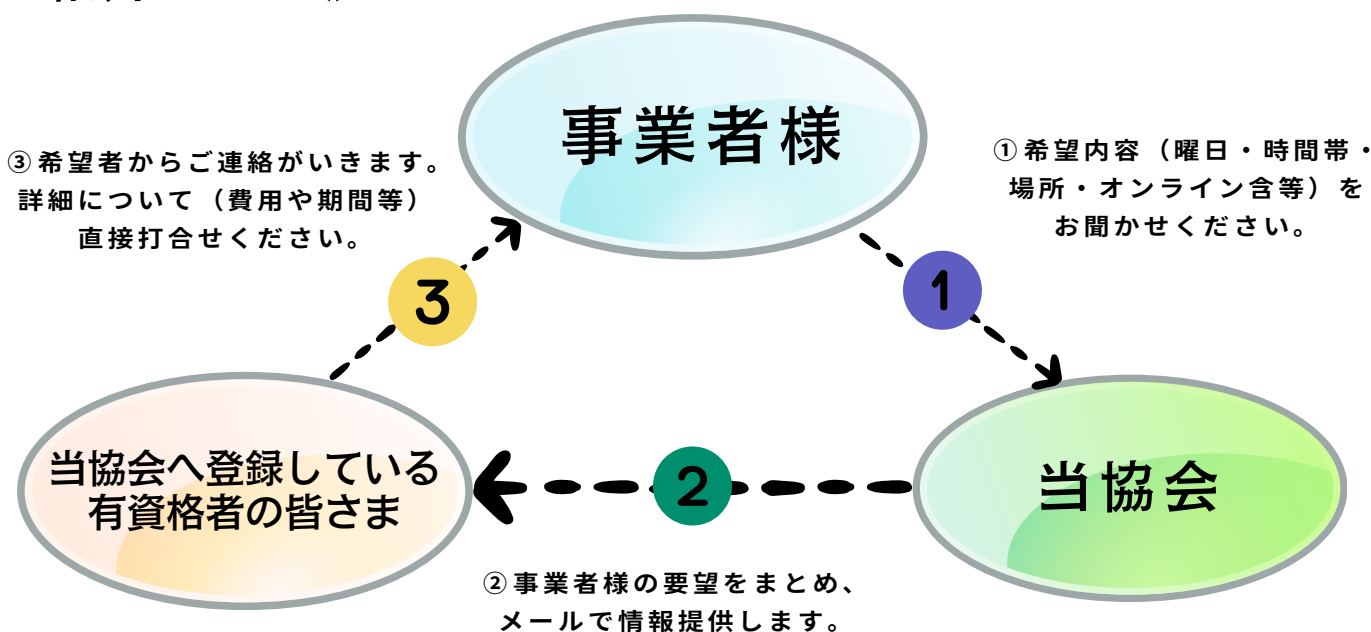 事業者様
③希望者からご連絡がいきます。
詳細について（費用や期間等）
直接打合せください。
①希望内容（曜日・時間帯・
場所・オンライン含等）を
お聞かせください。
3
1
当協会へ登録している
有資格者の皆さま
2
当協会
②事業者様の要望をまとめ、
メールで情報提供します。